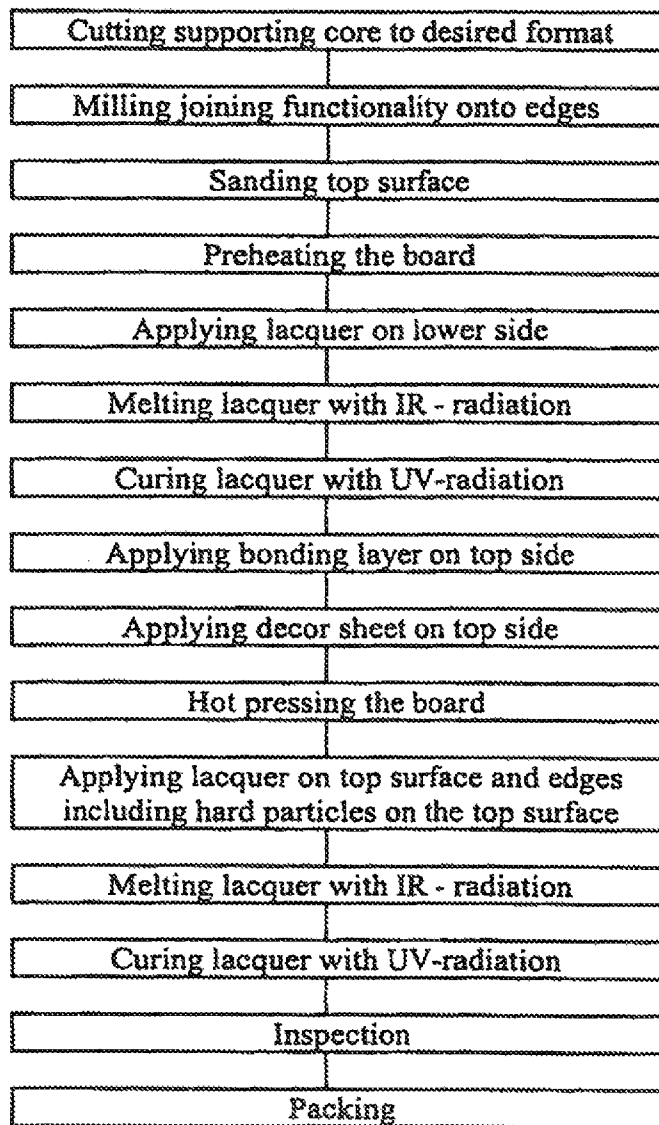 Cutting supporting core to desired format
Milling joining functionality onto edges
Sanding top surface
Preheating the board
Applying lacquer on lower side
Melting lacquer with IR - radiation
Curing lacquer with UV-radiation
Applying bonding layer on top side
Applying decor sheet on top side
Hot pressing the board
Applying lacquer on top surface and edges
including hard particles on the top surface
Melting lacquer with IR - radiation
Curing lacquer with UV-radiation
Inspection
Packing